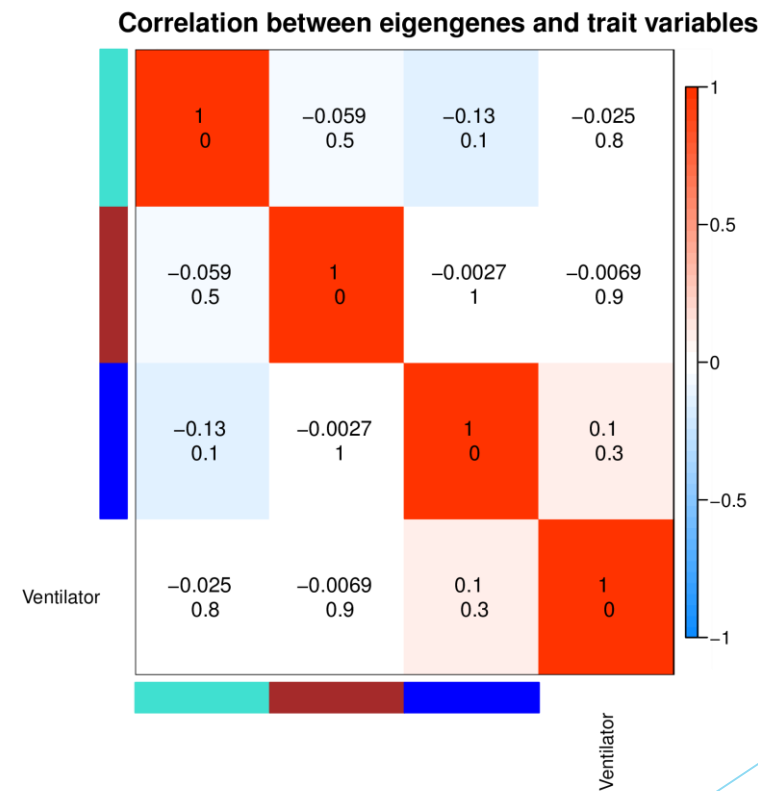 Correlation between eigengenes and trait variables
1 −0.059 −0.13 −0.025
0 0.5 0.1 0.8
−0.059 1 −0.0027 −0.0069
0.5 0 1 0.9
−0.13 −0.0027 1 0.1
0.1 1 0 0.3
Ventilator −0.025 −0.0069 0.1 1
0.8 0.9 0.3 0
1
0.5
0
−0.5
−1
Ventilator